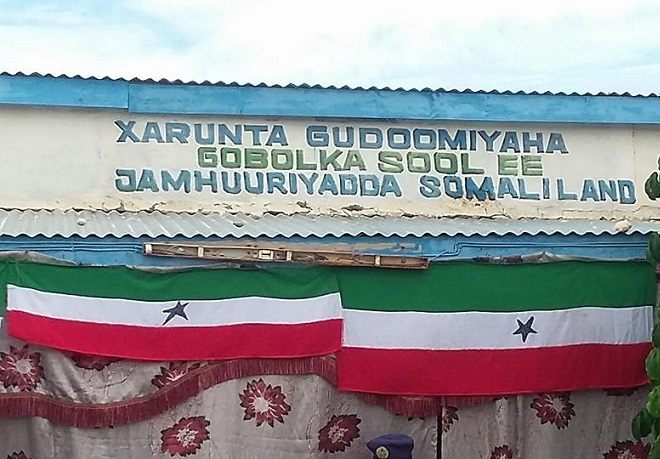 XARUNTA GUDOOMIYAHA
GOBOLKA SOOL EE
JAMHUURIYADDA SOMALILAND